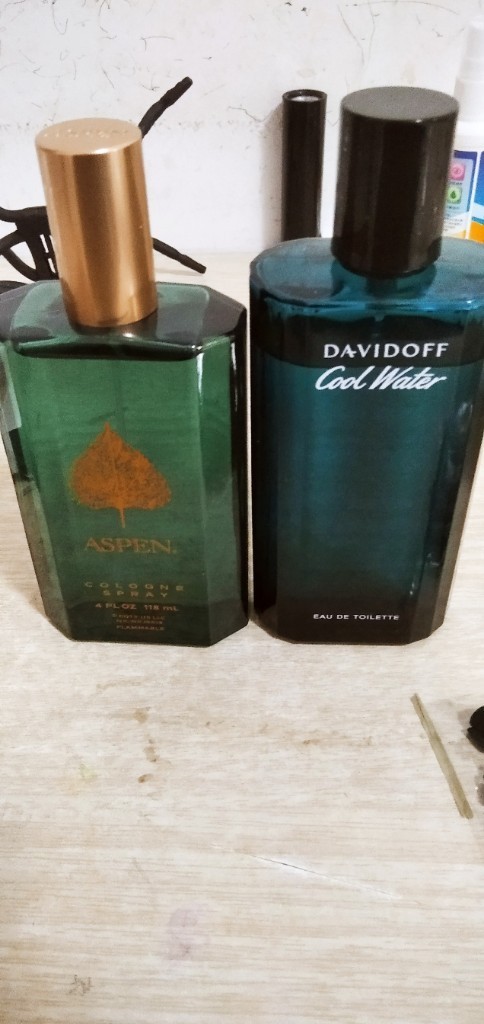 ASPEN®
COLOGNE
SPRAY
4 FL OZ 118 mL
FLAMMABLE
DAVIDOFF
Cool Water
EAU DE TOILETTE